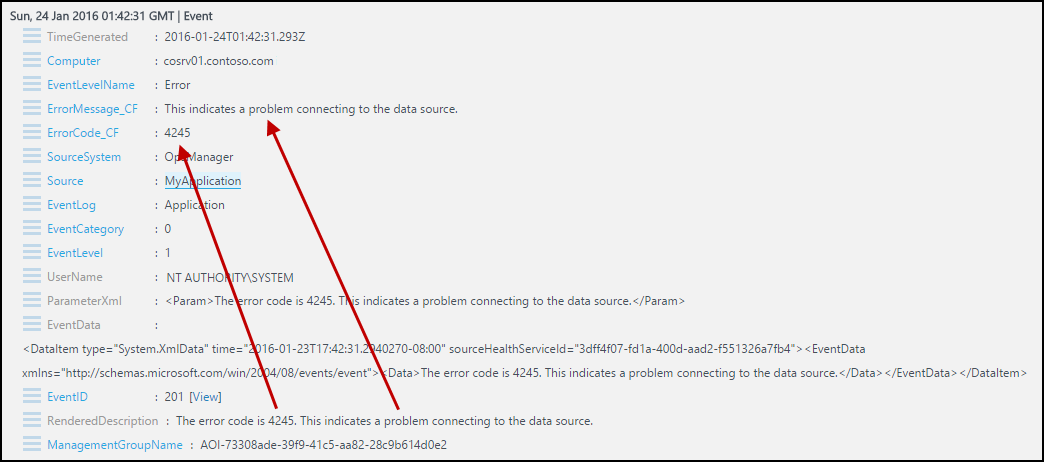 Sun, 24 Jan 2016 01:42:31 GMT | Event
TimeGenerated : 2016-01-24T01:42:31.293Z
Computer : cosrv01.contoso.com
EventLevelName : Error
ErrorMessage_CF : This indicates a problem connecting to the data source.
ErrorCode_CF : 4245
SourceSystem : OpsManager
Source : MyApplication
EventLog : Application
EventCategory : 0
EventLevel : 1
UserName : NT AUTHORITY\SYSTEM
ParameterXml : <Param>The error code is 4245. This indicates a problem connecting to the data source.</Param>
EventData :
<DataItem type="System.XmlData" time="2016-01-23T17:42:31.2940270-08:00" sourceHealthServiceId="3dff4f07-fd1a-400d-aad2-f551326a7fb4"><EventData
xmlns="http://schemas.microsoft.com/win/2004/08/events/event"><Data>The error code is 4245. This indicates a problem connecting to the data source.</Data></EventData></DataItem>
EventID : 201 [View]
RenderedDescription : The error code is 4245. This indicates a problem connecting to the data source.
ManagementGroupName : AOI-73308ade-39f9-41c5-aa82-28c9b614d0e2